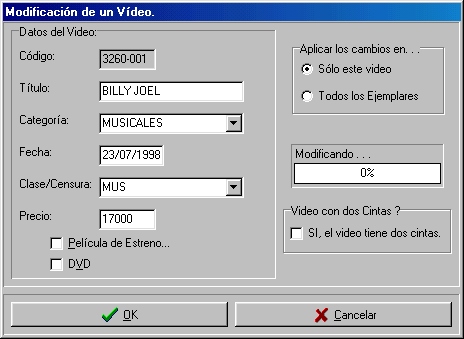 Modificación de un Vídeo.
Datos del Video:
Código: 3260-001
Título: BILLY JOEL
Categoría: MUSICALES
Fecha: 23/07/1998
Clase/Censura: MUS
Precio: 17000
Película de Estreno...
DVD
Aplicar los cambios en. . .
Sólo este video
Todos los Ejemplares
Modificando . . .
0%
Video con dos Cintas ?
SI, el video tiene dos cintas.
OK
Cancelar